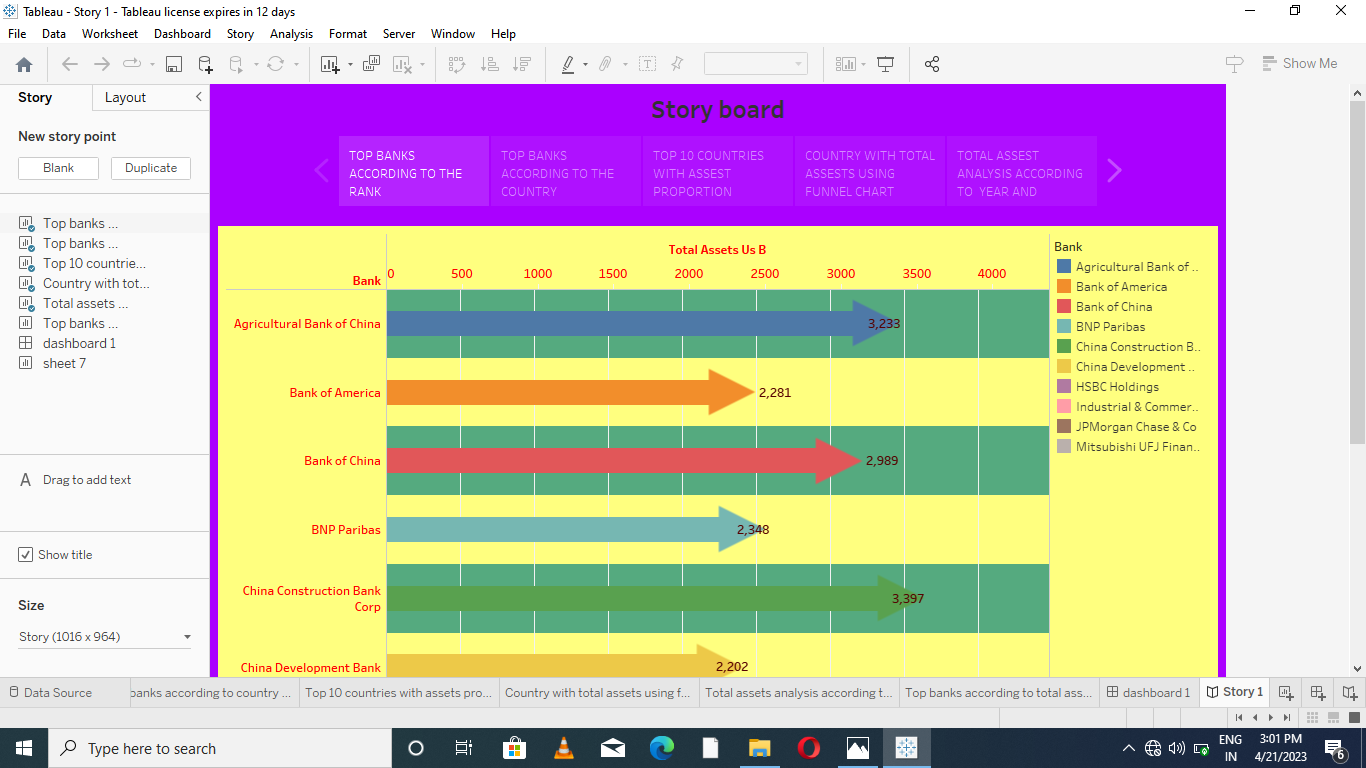 Tableau - Story 1 - Tableau license expires in 12 days
File Data Worksheet Dashboard Story Analysis Format Server Window Help
Show Me
Story Layout
New story point
Blank Duplicate
Top banks ...
Top banks ...
Top 10 countrie...
Country with tot...
Total assets ...
Top banks ...
dashboard 1
sheet 7
A Drag to add text
Show title
Size
Story (1016 x 964)
Story board
TOP BANKS
ACCORDING TO THE
RANK
TOP BANKS
ACCORDING TO THE
COUNTRY
TOP 10 COUNTRIES
WITH ASSEST
PROPORTION
COUNTRY WITH TOTAL
ASSESTS USING
FUNNEL CHART
TOTAL ASSEST
ANALYSIS ACCORDING
TO YEAR AND
Total Assets Us B
Bank 0 500 1000 1500 2000 2500 3000 3500 4000
Agricultural Bank of China 3,233
Bank of America 2,281
Bank of China 2,989
BNP Paribas 2,348
China Construction Bank
Corp 3,397
China Development Bank 2,202
Bank
Agricultural Bank of ..
Bank of America
Bank of China
BNP Paribas
China Construction B..
China Development ..
HSBC Holdings
Industrial & Commer..
JPMorgan Chase & Co
Mitsubishi UFJ Finan..
Data Source banks according to country ... Top 10 countries with assets pro... Country with total assets using f... Total assets analysis according t... Top banks according to total ass... dashboard 1 Story 1
Type here to search
ENG
IN
3:01 PM
4/21/2023
6